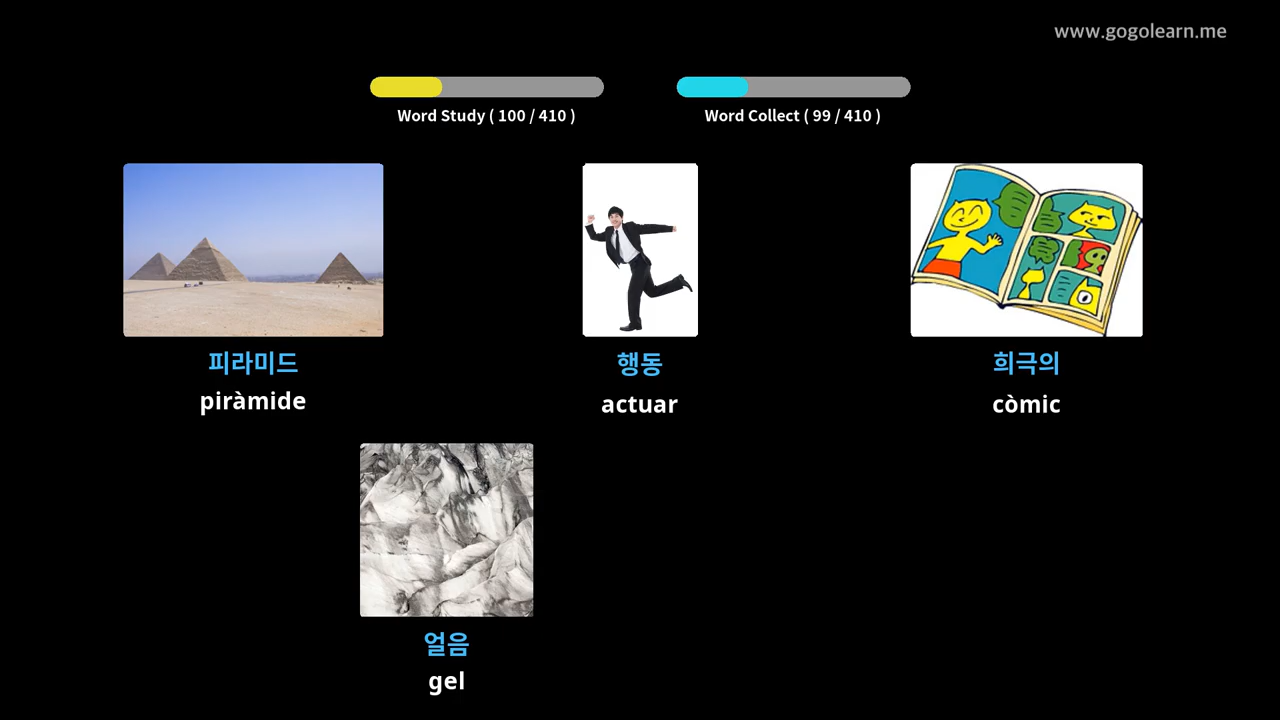 www.gogolearn.me
Word Study ( 100 / 410 )
Word Collect ( 99 / 410 )
피라미드
piràmide
행동
actuar
희극의
còmic
얼음
gel